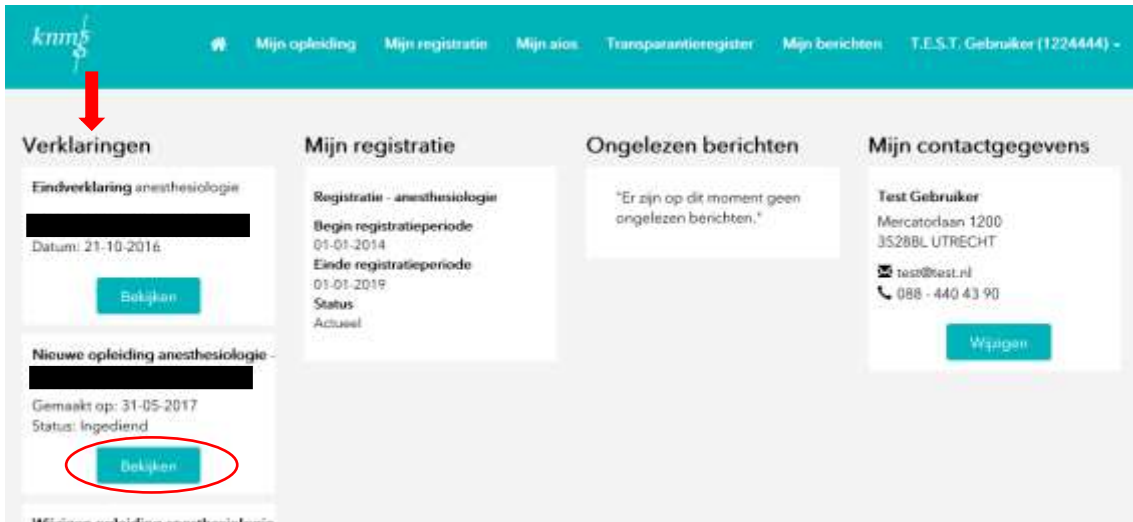 knmg
Mijn opleiding Mijn registratie Mijn aios Transparantieregister Mijn berichten T.E.S.T. Gebruiker (1224444)
Verklaringen
Eindverklaring anesthesiologie
Datum: 21-10-2016
Bekijken
Nieuwe opleiding anesthesiologie -
Gemaakt op: 31-05-2017
Status: Ingediend
Bekijken
Wijzigen opleiding anesthesiologie
Mijn registratie
Registratie - anesthesiologie
Begin registratieperiode
01-01-2014
Einde registratieperiode
01-01-2019
Status
Actueel
Ongelezen berichten
"Er zijn op dit moment geen
ongelezen berichten."
Mijn contactgegevens
Test Gebruiker
Mercatorlaan 1200
3528BL UTRECHT
test@test.nl
088 - 440 43 90
Wijzigen